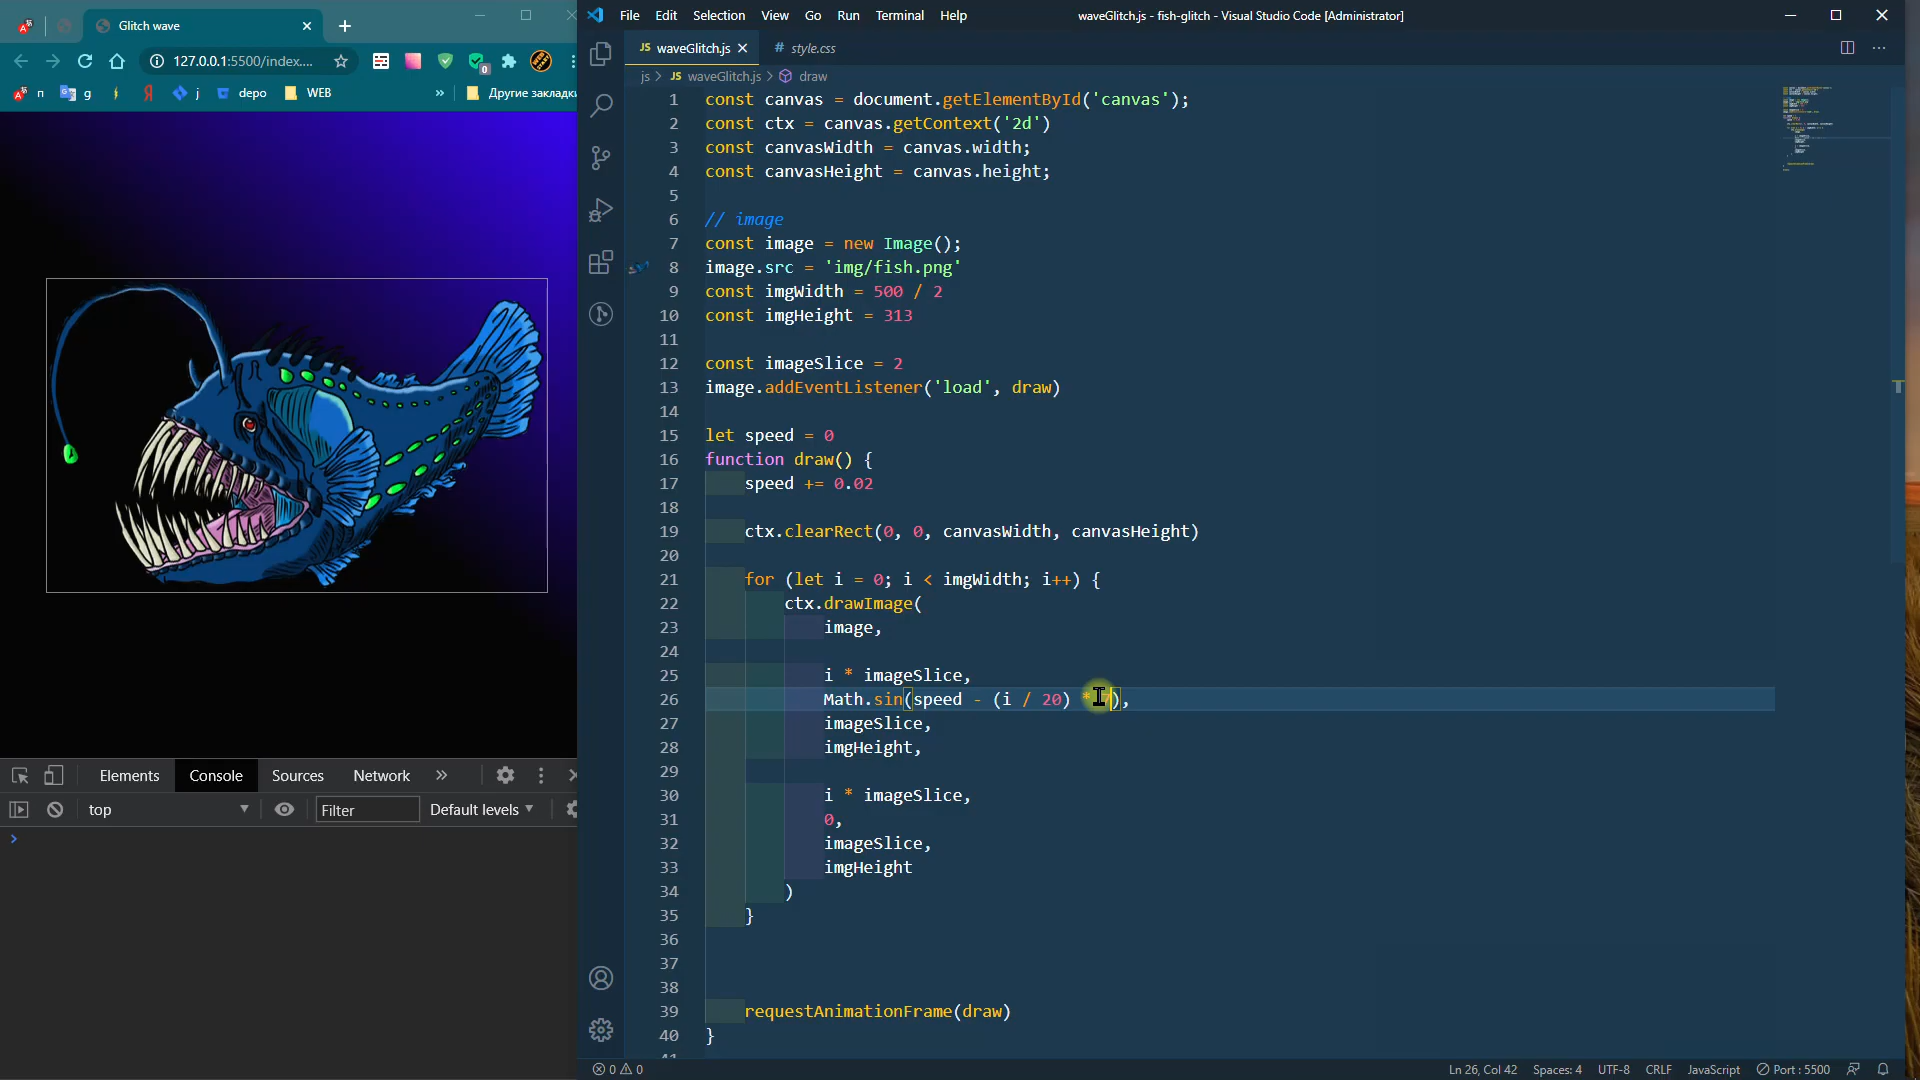 Glitch wave
File Edit Selection View Go Run Terminal Help
waveGlitch.js - fish-glitch - Visual Studio Code [Administrator]
127.0.0.1:5500/index....
0
п g Я j depo WEB » Другие закладки
JS waveGlitch.js
# style.css
js > JS waveGlitch.js > draw
1 const canvas = document.getElementById('canvas');
2 const ctx = canvas.getContext('2d')
3 const canvasWidth = canvas.width;
4 const canvasHeight = canvas.height;
5
6 // image
7 const image = new Image();
8 image.src = 'img/fish.png'
9 const imgWidth = 500 / 2
10 const imgHeight = 313
11
12 const imageSlice = 2
13 image.addEventListener('load', draw)
14
15 let speed = 0
16 function draw() {
17 speed += 0.02
18
19 ctx.clearRect(0, 0, canvasWidth, canvasHeight)
20
21 for (let i = 0; i < imgWidth; i++) {
22 ctx.drawImage(
23 image,
24
25 i * imageSlice,
26 Math.sin(speed - (i / 20) * ),
27 imageSlice,
28 imgHeight,
29
30 i * imageSlice,
31 0,
32 imageSlice,
33 imgHeight
34 )
35 }
36
37
38
39 requestAnimationFrame(draw)
40 }
Elements Console Sources Network »
top Filter Default levels
>
0 0
Ln 26, Col 42 Spaces: 4 UTF-8 CRLF JavaScript Port : 5500